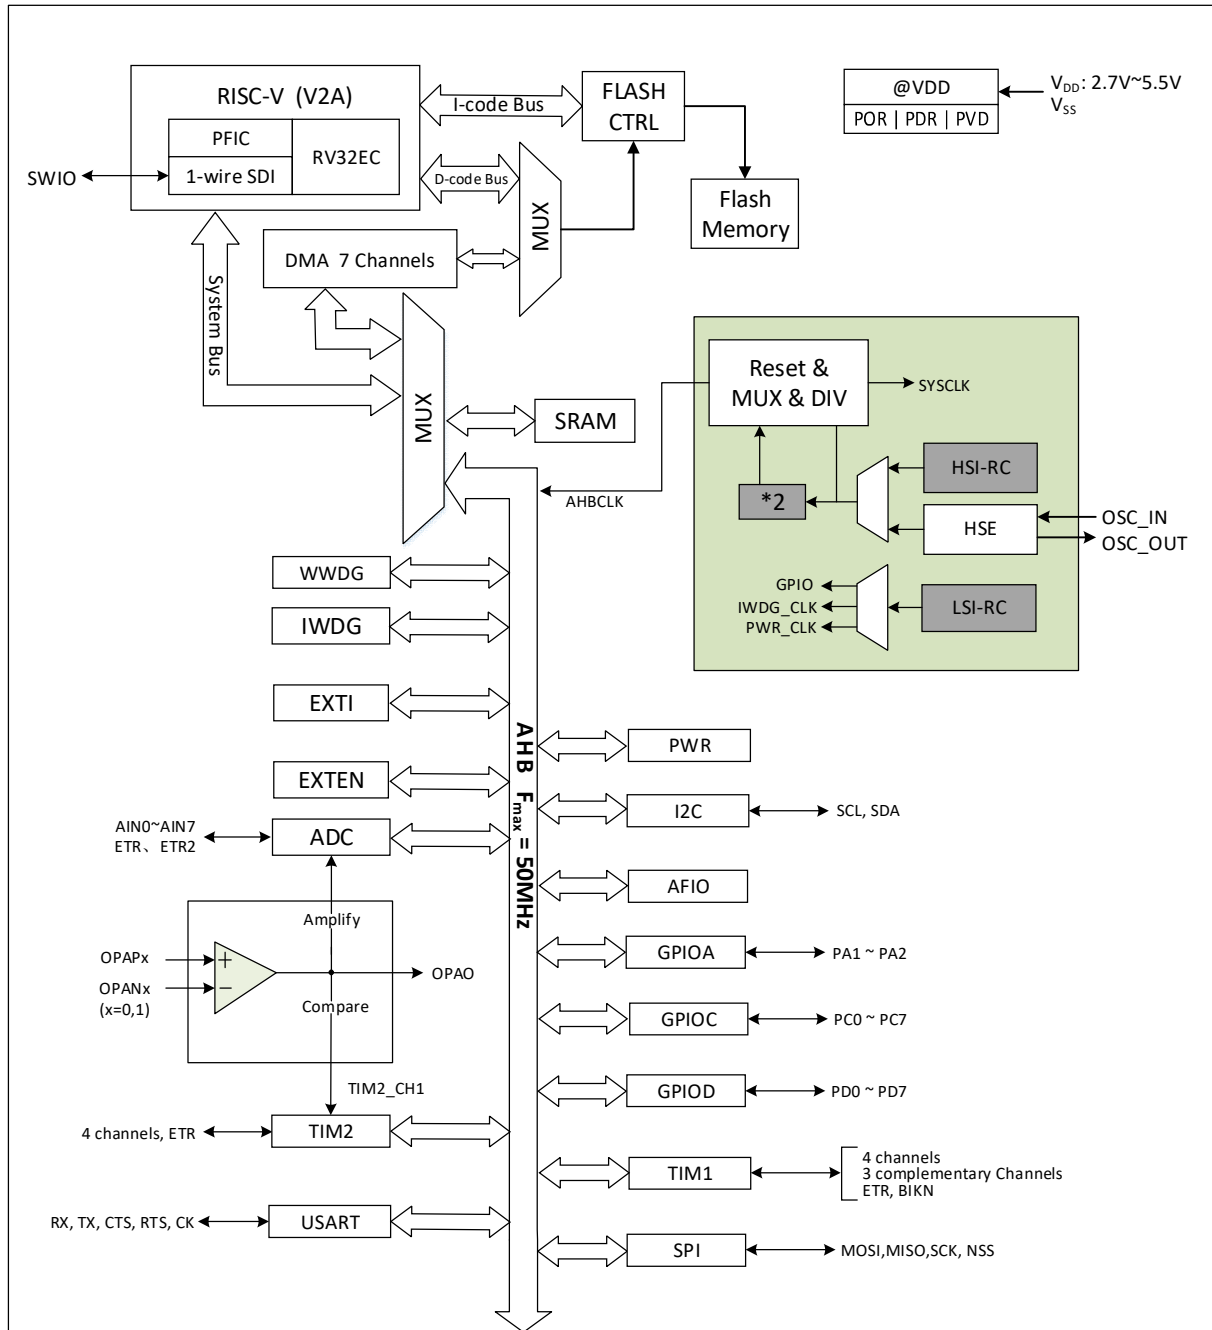 RISC-V (V2A)
PFIC
1-wire SDI
RV32EC
SWIO
I-code Bus
D-code Bus
FLASH
CTRL
Flash
Memory
MUX
@VDD
POR | PDR | PVD
VDD: 2.7V~5.5V
VSS
DMA 7 Channels
System Bus
MUX
SRAM
Reset &
MUX & DIV
SYSCLK
AHBCLK
*2
HSI-RC
HSE
OSC_IN
OSC_OUT
GPIO
IWDG_CLK
PWR_CLK
LSI-RC
WWDG
IWDG
EXTI
EXTEN
AIN0~AIN7
ETR、ETR2
ADC
AHB Fmax = 50MHz
Amplify
OPAPx
OPANx
(x=0,1)
+
−
OPAO
Compare
TIM2_CH1
4 channels, ETR
TIM2
RX, TX, CTS, RTS, CK
USART
PWR
I2C
SCL, SDA
AFIO
GPIOA
PA1 ~ PA2
GPIOC
PC0 ~ PC7
GPIOD
PD0 ~ PD7
TIM1
4 channels
3 complementary Channels
ETR, BIKN
SPI
MOSI,MISO,SCK, NSS